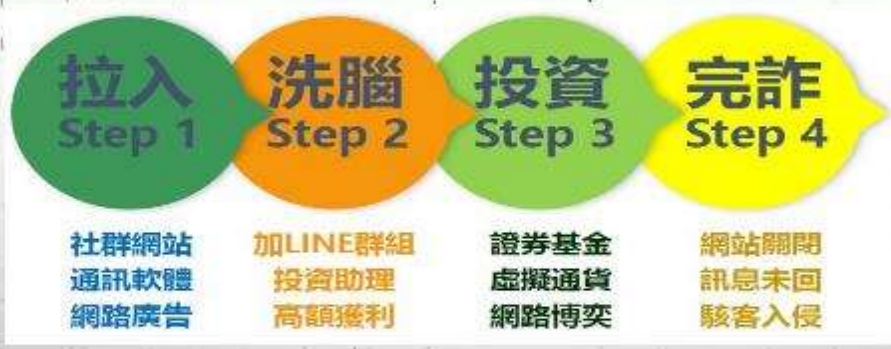 拉入
Step 1
洗腦
Step 2
投資
Step 3
完詐
Step 4
社群網站
通訊軟體
網路廣告
加LINE群組
投資助理
高額獲利
證券基金
虛擬通貨
網路博奕
網站關閉
訊息未回
駭客入侵